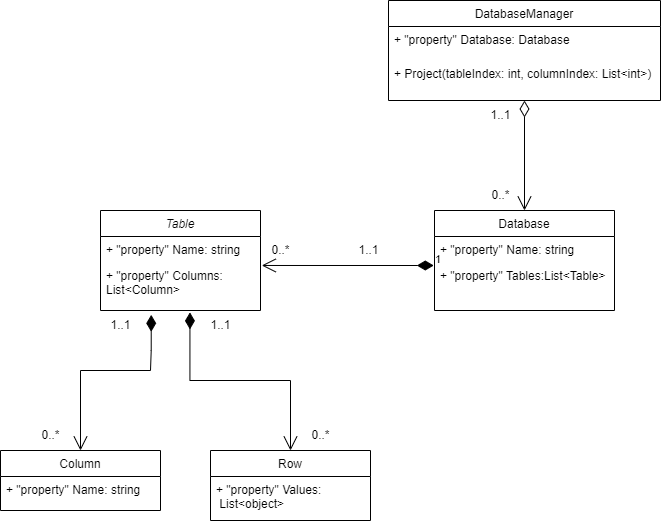 DatabaseManager
+ "property" Database: Database
+ Project(tableIndex: int, columnIndex: List<int>)
1..1
0..*
Table
+ "property" Name: string
+ "property" Columns:
List<Column>
0..*
1..1
1
Database
+ "property" Name: string
+ "property" Tables:List<Table>
1..1
1..1
0..*
0..*
Column
+ "property" Name: string
Row
+ "property" Values:
List<object>